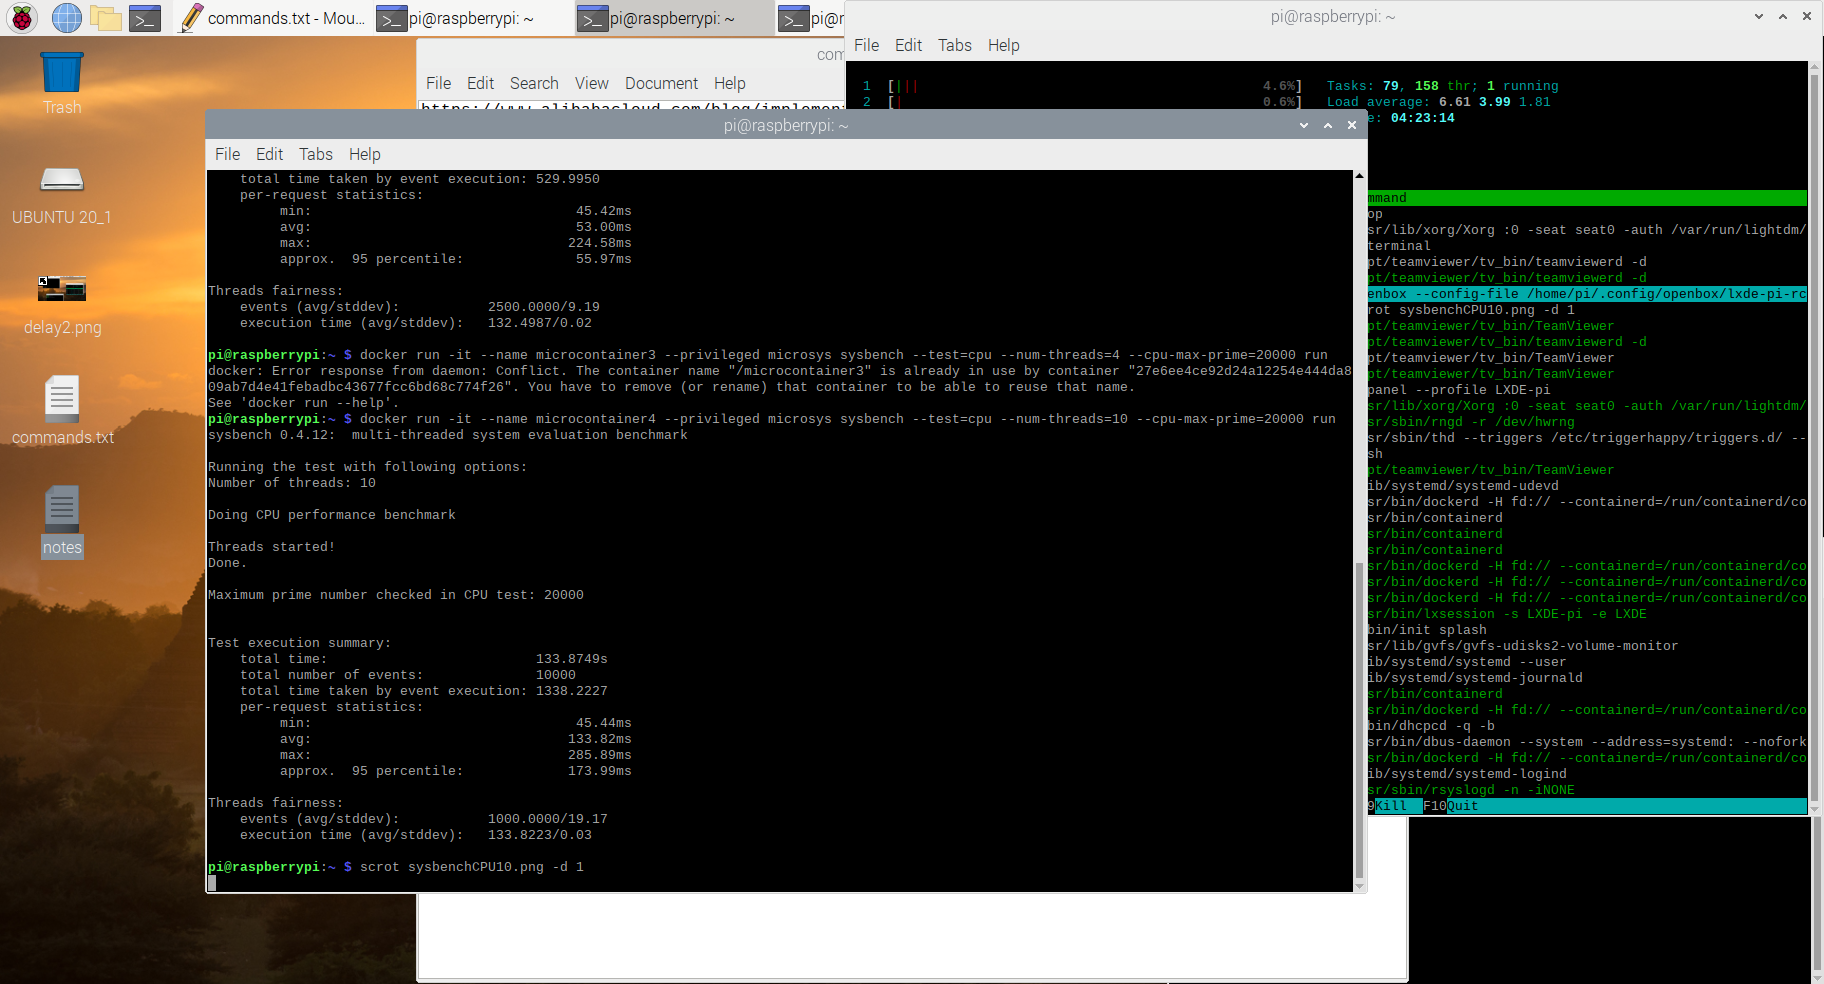 commands.txt - Mou...
pi@raspberrypi: ~
pi@raspberrypi: ~
pi@r
pi@raspberrypi: ~
File Edit Tabs Help
Trash
UBUNTU 20_1
delay2.png
commands.txt
notes
com
File Edit Search View Document Help
https://www.alibabacloud.com/blog/implemen
1 [||| 4.6%] Tasks: 79, 158 thr; 1 running
2 [| 0.6%] Load average: 6.61 3.99 1.81
e: 04:23:14
pi@raspberrypi: ~
File Edit Tabs Help
total time taken by event execution: 529.9950
per-request statistics:
min: 45.42ms
avg: 53.00ms
max: 224.58ms
approx. 95 percentile: 55.97ms
Threads fairness:
events (avg/stddev): 2500.0000/9.19
execution time (avg/stddev): 132.4987/0.02
pi@raspberrypi:~ $ docker run -it --name microcontainer3 --privileged microsys sysbench --test=cpu --num-threads=4 --cpu-max-prime=20000 run
docker: Error response from daemon: Conflict. The container name "/microcontainer3" is already in use by container "27e6ee4ce92d24a12254e444da8
09ab7d4e41febadbc43677fcc6bd68c774f26". You have to remove (or rename) that container to be able to reuse that name.
See 'docker run --help'.
pi@raspberrypi:~ $ docker run -it --name microcontainer4 --privileged microsys sysbench --test=cpu --num-threads=10 --cpu-max-prime=20000 run
sysbench 0.4.12: multi-threaded system evaluation benchmark
Running the test with following options:
Number of threads: 10
Doing CPU performance benchmark
Threads started!
Done.
Maximum prime number checked in CPU test: 20000
Test execution summary:
total time: 133.8749s
total number of events: 10000
total time taken by event execution: 1338.2227
per-request statistics:
min: 45.44ms
avg: 133.82ms
max: 285.89ms
approx. 95 percentile: 173.99ms
Threads fairness:
events (avg/stddev): 1000.0000/19.17
execution time (avg/stddev): 133.8223/0.03
pi@raspberrypi:~ $ scrot sysbenchCPU10.png -d 1
mmand
op
sr/lib/xorg/Xorg :0 -seat seat0 -auth /var/run/lightdm/
terminal
pt/teamviewer/tv_bin/teamviewerd -d
pt/teamviewer/tv_bin/teamviewerd -d
enbox --config-file /home/pi/.config/openbox/lxde-pi-rc
rot sysbenchCPU10.png -d 1
pt/teamviewer/tv_bin/TeamViewer
pt/teamviewer/tv_bin/teamviewerd -d
pt/teamviewer/tv_bin/TeamViewer
pt/teamviewer/tv_bin/TeamViewer
panel --profile LXDE-pi
sr/lib/xorg/Xorg :0 -seat seat0 -auth /var/run/lightdm/
sr/sbin/rngd -r /dev/hwrng
sr/sbin/thd --triggers /etc/triggerhappy/triggers.d/ --
sh
pt/teamviewer/tv_bin/TeamViewer
ib/systemd/systemd-udevd
sr/bin/dockerd -H fd:// --containerd=/run/containerd/co
sr/bin/containerd
sr/bin/containerd
sr/bin/containerd
sr/bin/dockerd -H fd:// --containerd=/run/containerd/co
sr/bin/dockerd -H fd:// --containerd=/run/containerd/co
sr/bin/dockerd -H fd:// --containerd=/run/containerd/co
sr/bin/lxsession -s LXDE-pi -e LXDE
bin/init splash
sr/lib/gvfs/gvfs-udisks2-volume-monitor
ib/systemd/systemd --user
ib/systemd/systemd-journald
sr/bin/containerd
sr/bin/dockerd -H fd:// --containerd=/run/containerd/co
bin/dhcpcd -q -b
sr/bin/dbus-daemon --system --address=systemd: --nofork
sr/bin/dockerd -H fd:// --containerd=/run/containerd/co
ib/systemd/systemd-logind
sr/sbin/rsyslogd -n -iNONE
9Kill F10Quit